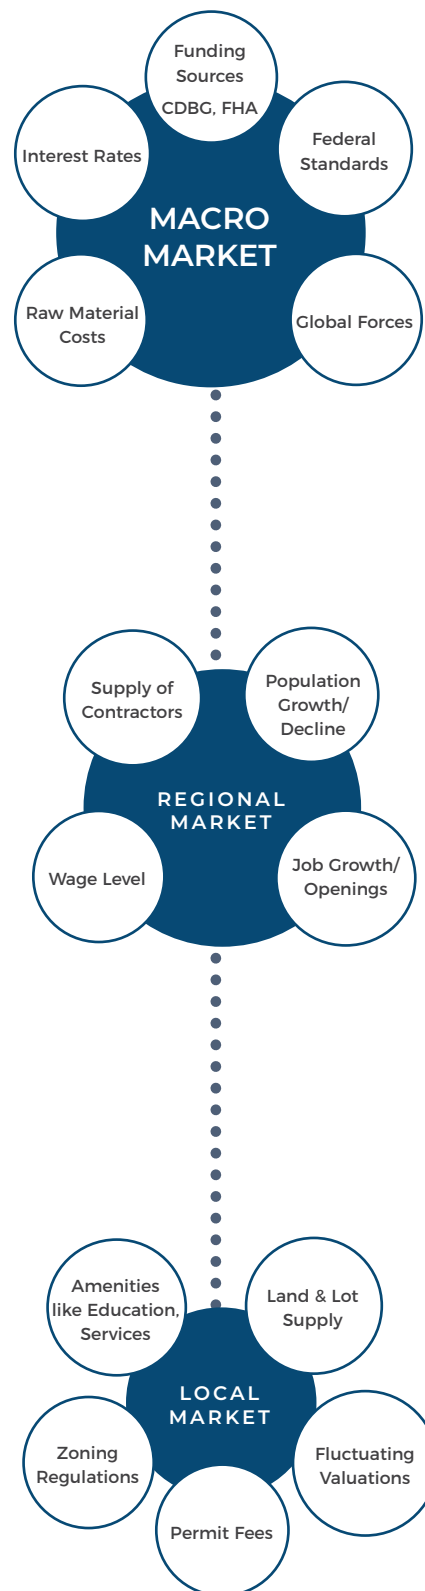 Funding
Sources
CDBG, FHA
Interest Rates
Federal
Standards
MACRO
MARKET
Raw Material
Costs
Global Forces
Supply of
Contractors
Population
Growth/
Decline
REGIONAL
MARKET
Wage Level
Job Growth/
Openings
Amenities
like Education,
Services
Land & Lot
Supply
LOCAL
MARKET
Zoning
Regulations
Fluctuating
Valuations
Permit Fees